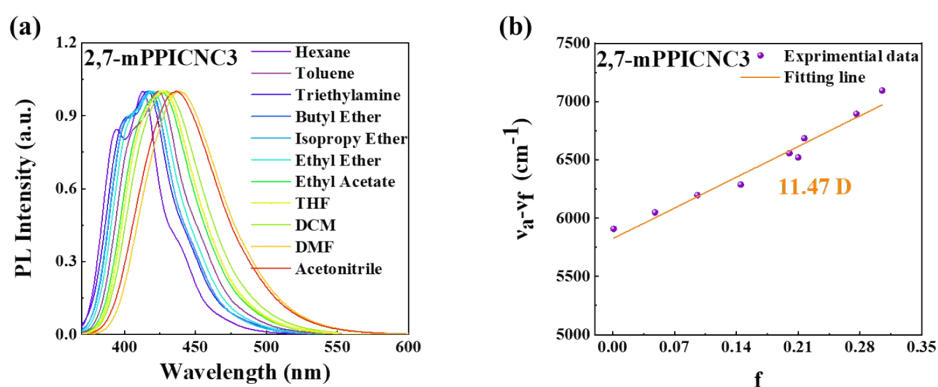 (a)
2,7-mPPICNC3
Hexane
Toluene
Triethylamine
Butyl Ether
Isopropy Ether
Ethyl Ether
Ethyl Acetate
THF
DCM
DMF
Acetonitrile
PL Intensity (a.u.)
1.2
0.9
0.6
0.3
0.0
400 450 500 550 600
Wavelength (nm)
(b)
2,7-mPPICNC3
Exprimential data
Fitting line
11.47 D
νa-νf (cm⁻¹)
7500
7000
6500
6000
5500
5000
0.00 0.07 0.14 0.21 0.28 0.35
f